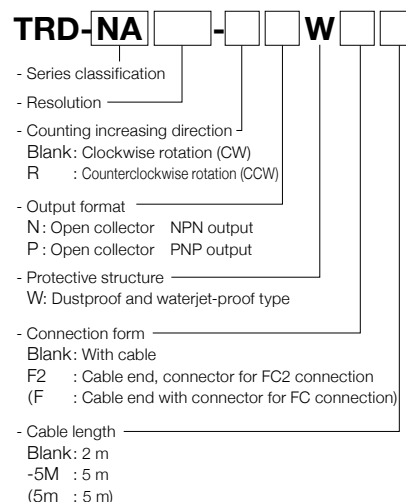 TRD-NA - W
- Series classification
- Resolution
- Counting increasing direction
Blank: Clockwise rotation (CW)
R : Counterclockwise rotation (CCW)
- Output format
N: Open collector NPN output
P: Open collector PNP output
- Protective structure
W: Dustproof and waterjet-proof type
- Connection form
Blank: With cable
F2 : Cable end, connector for FC2 connection
(F : Cable end with connector for FC connection)
- Cable length
Blank: 2 m
-5M : 5 m
(5m : 5 m)